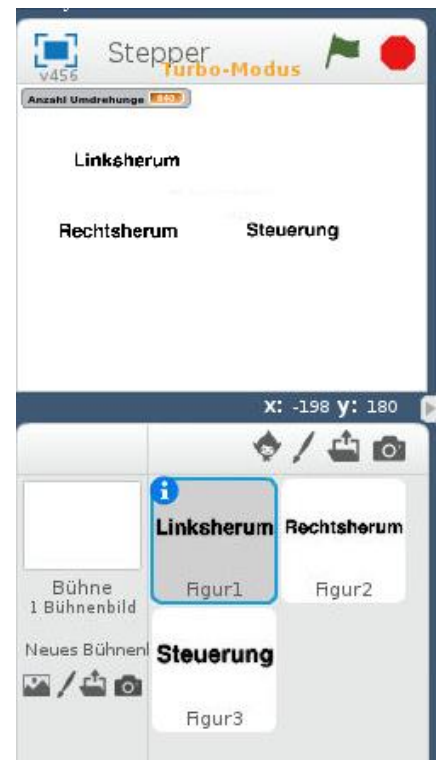 Stepper
v456
Turbo-Modus
Anzahl Umdrehunge
Linksherum
Rechtsherum Steuerung
x: -198 y: 180
Linksherum Rechtsherum
Figur1 Figur2
Bühne
1 Bühnenbild
Neues Bühnenl
Steuerung
Figur3